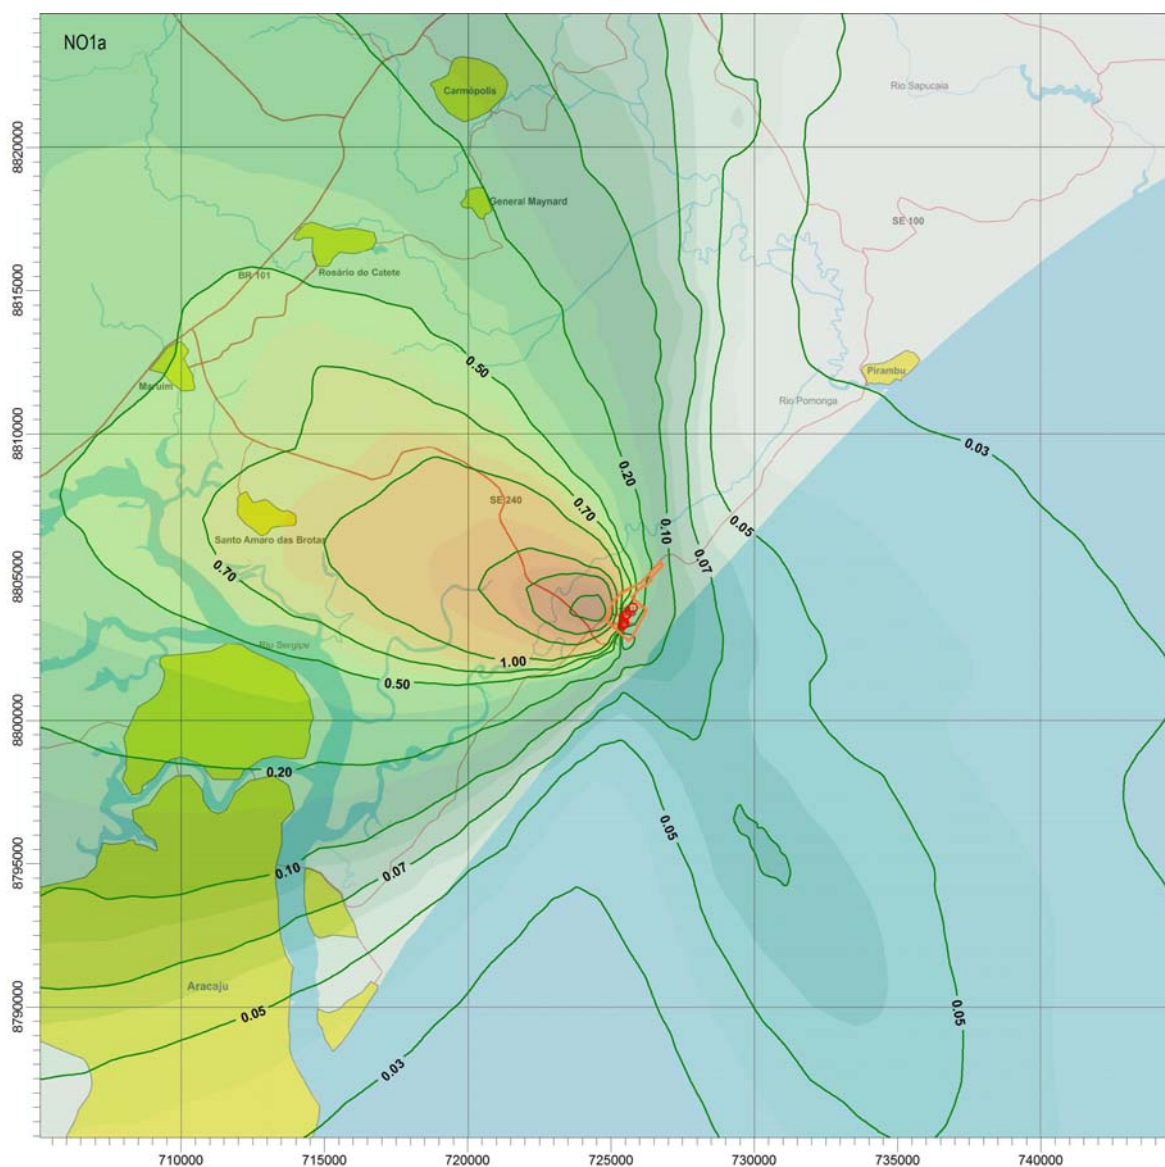 NO1a
Carmópolis
Rio Sapucaia
8820000
General Maynard
SE 100
Rosário do Catete
BR 101
8815000
0.50
Maruim
Pirambu
Rio Pomonga
8810000
0.03
0.20
SE 240
0.70
0.10
0.05
Santo Amaro das Brotas
0.07
0.70
8805000
Rio Sergipe
1.00
0.50
8800000
0.20
0.05
0.10
0.07
8795000
Aracaju
0.05
0.05
8790000
0.03
710000 715000 720000 725000 730000 735000 740000